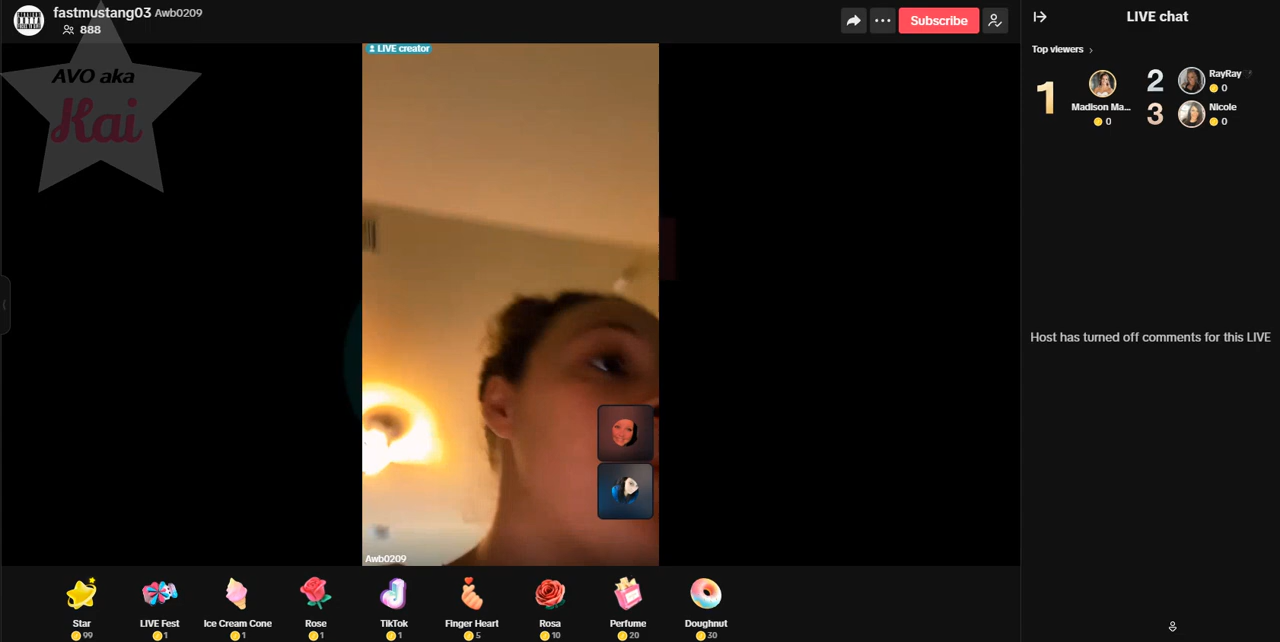 fastmustang03 Awb0209
888
Subscribe
LIVE chat
AVO aka
Kai
LIVE creator
Top viewers
1
Madison Ma...
0
2
RayRay
0
3
Nicole
0
Host has turned off comments for this LIVE
Awb0209
Star
99
LIVE Fest
1
Ice Cream Cone
1
Rose
1
TikTok
1
Finger Heart
5
Rosa
10
Perfume
20
Doughnut
30